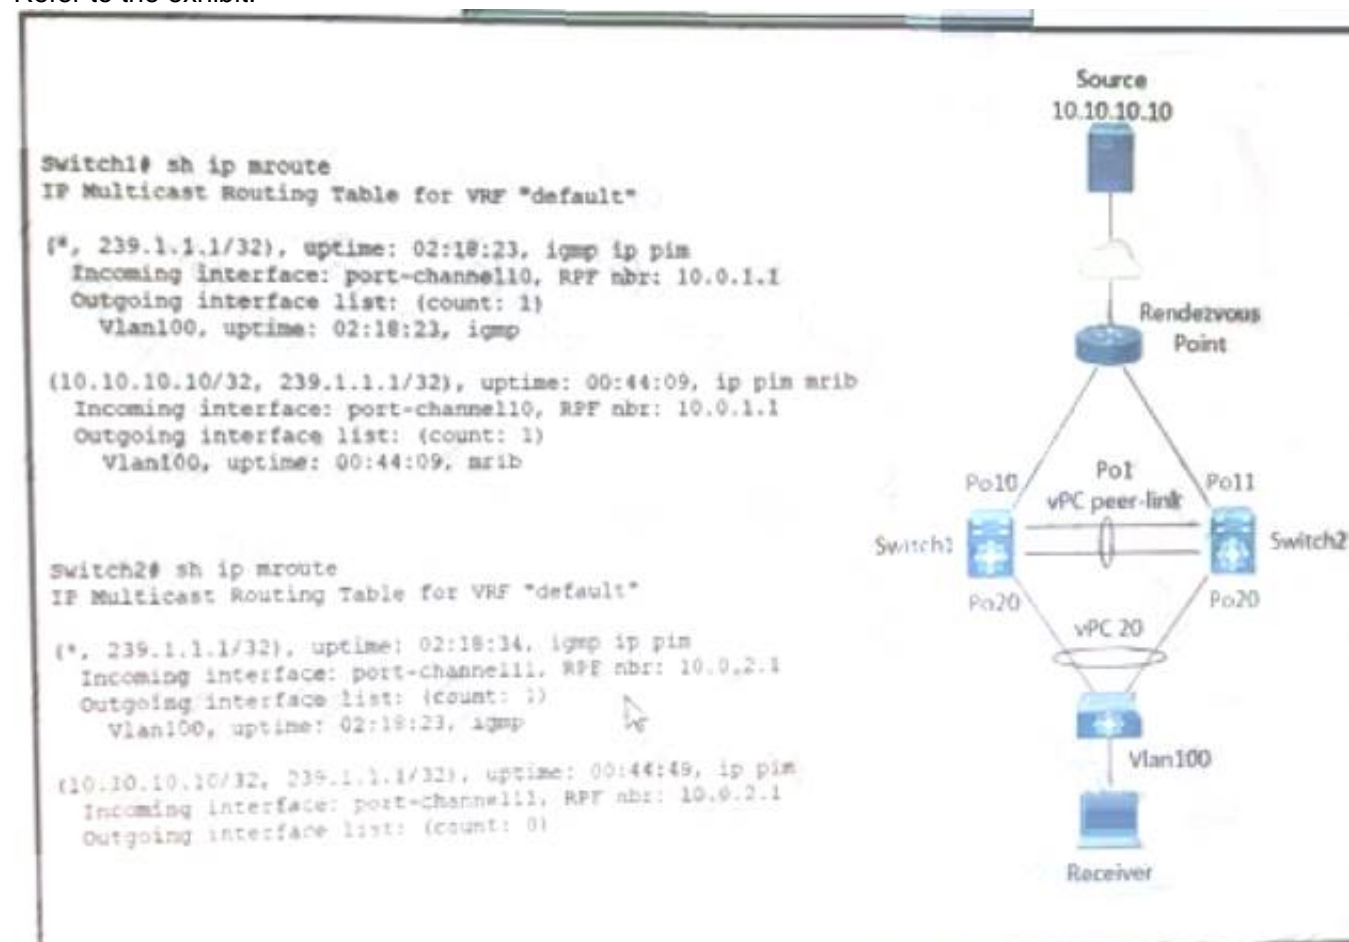 Refer to the exhibit.
Switch1# sh ip mroute
IP Multicast Routing Table for VRF "default"
(*, 239.1.1.1/32), uptime: 02:18:23, igmp ip pim
Incoming interface: port-channel10, RPF nbr: 10.0.1.1
Outgoing interface list: (count: 1)
Vlan100, uptime: 02:18:23, igmp
(10.10.10.10/32, 239.1.1.1/32), uptime: 00:44:09, ip pim mrib
Incoming interface: port-channel10, RPF nbr: 10.0.1.1
Outgoing interface list: (count: 1)
Vlan100, uptime: 00:44:09, mrib
Switch2# sh ip mroute
IP Multicast Routing Table for VRF "default"
(*, 239.1.1.1/32), uptime: 02:18:34, igmp ip pim
Incoming interface: port-channel11, RPF nbr: 10.0.2.1
Outgoing interface list: (count: 1)
Vlan100, uptime: 02:18:23, igmp
(10.10.10.10/32, 239.1.1.1/32), uptime: 00:44:49, ip pim
Incoming interface: port-channel11, RPF nbr: 10.0.2.1
Outgoing interface list: (count: 0)
Source
10.10.10.10
Rendezvous
Point
Po10
Po1
vPC peer-link
Po11
Switch1
Switch2
Po20
Po20
vPC 20
Vlan100
Receiver